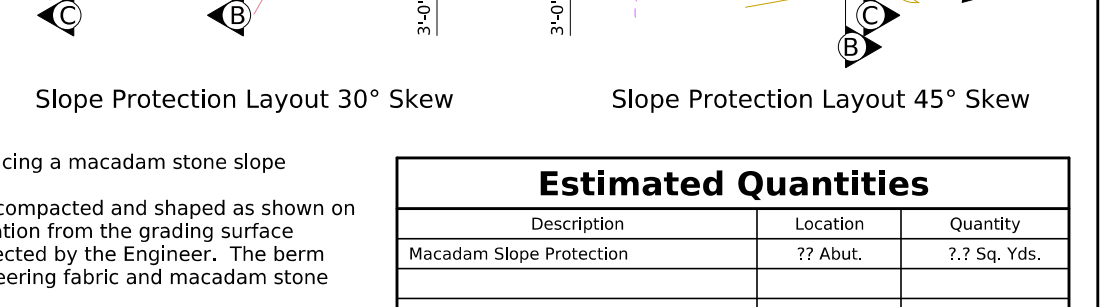 C
B
3'-0"
3'-0"
C
B
Slope Protection Layout 30° Skew
Slope Protection Layout 45° Skew
cing a macadam stone slope
compacted and shaped as shown on
tion from the grading surface
ected by the Engineer.  The berm
eering fabric and macadam stone
Estimated Quantities
Description Location Quantity
Macadam Slope Protection ?? Abut. ?.? Sq. Yds.